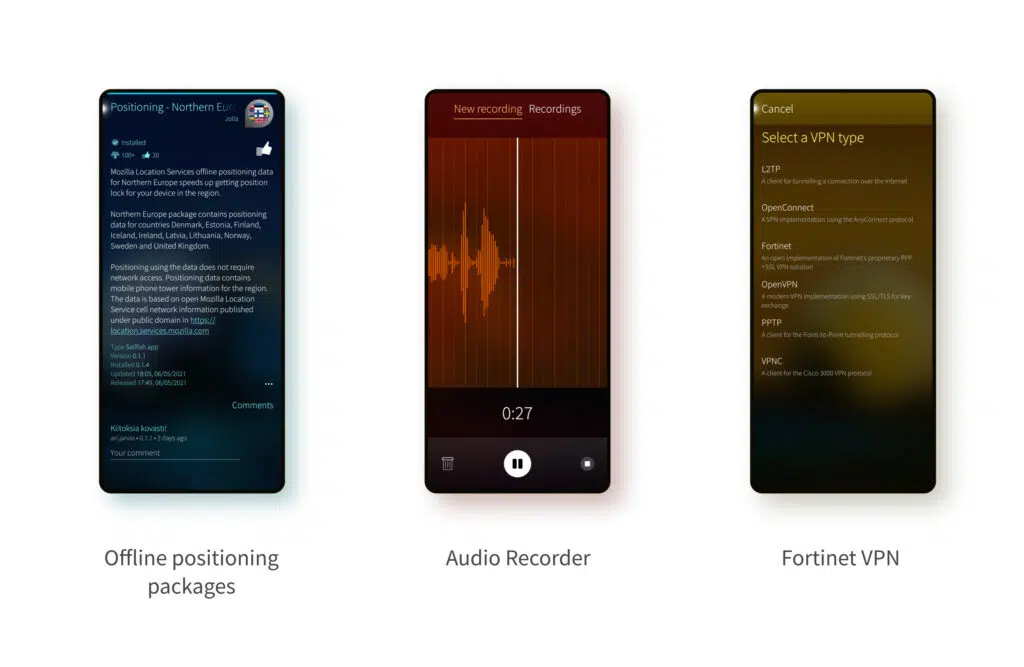 Positioning - Northern Eur
Jolla
Installed
100+ 20
Mozilla Location Services offline positioning data
for Northern Europe speeds up getting position
lock for your device in the region.
Northern Europe package contains positioning
data for countries Denmark, Estonia, Finland,
Iceland, Ireland, Latvia, Lithuania, Norway,
Sweden and United Kingdom.
Positioning using the data does not require
network access. Positioning data contains
mobile phone tower information for the region.
The data is based on open Mozilla Location
Service cell network information published
under public domain in https://
location.services.mozilla.com
Type Sailfish app
Version 0.1.1
Installed 0.1.4
Updated 18:05, 06/05/2021
Released 17:49, 06/05/2021
Comments
Kiitoksia kovasti!
ari.jarvio • 0.1.1 • 3 days ago
Your comment
Offline positioning
packages
New recording Recordings
0:27
Audio Recorder
Cancel
Select a VPN type
L2TP
A client for tunnelling a connection over the Internet
OpenConnect
A VPN implementation using the AnyConnect protocol
Fortinet
An open implementation of Fortinet's proprietary PPP
+SSL VPN solution
OpenVPN
A modern VPN implementation using SSL/TLS for key
exchange
PPTP
A client for the Point-to-Point tunnelling protocol
VPNC
A client for the Cisco 3000 VPN protocol
Fortinet VPN